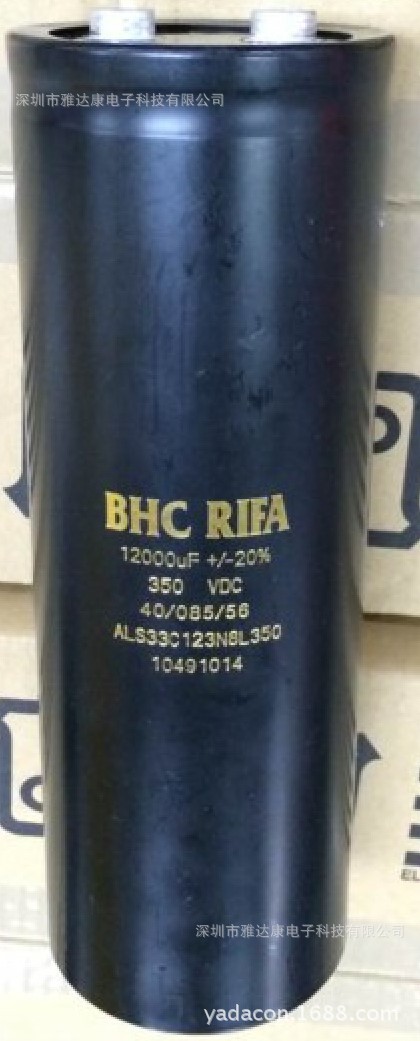 深圳市雅达康电子科技有限公司
BHC RIFA
12000uF +/-20%
350 VDC
40/085/56
ALS33C123N8L350
10491014
EL
深圳市雅达康电子科技有限公司
yadacon.1688.com